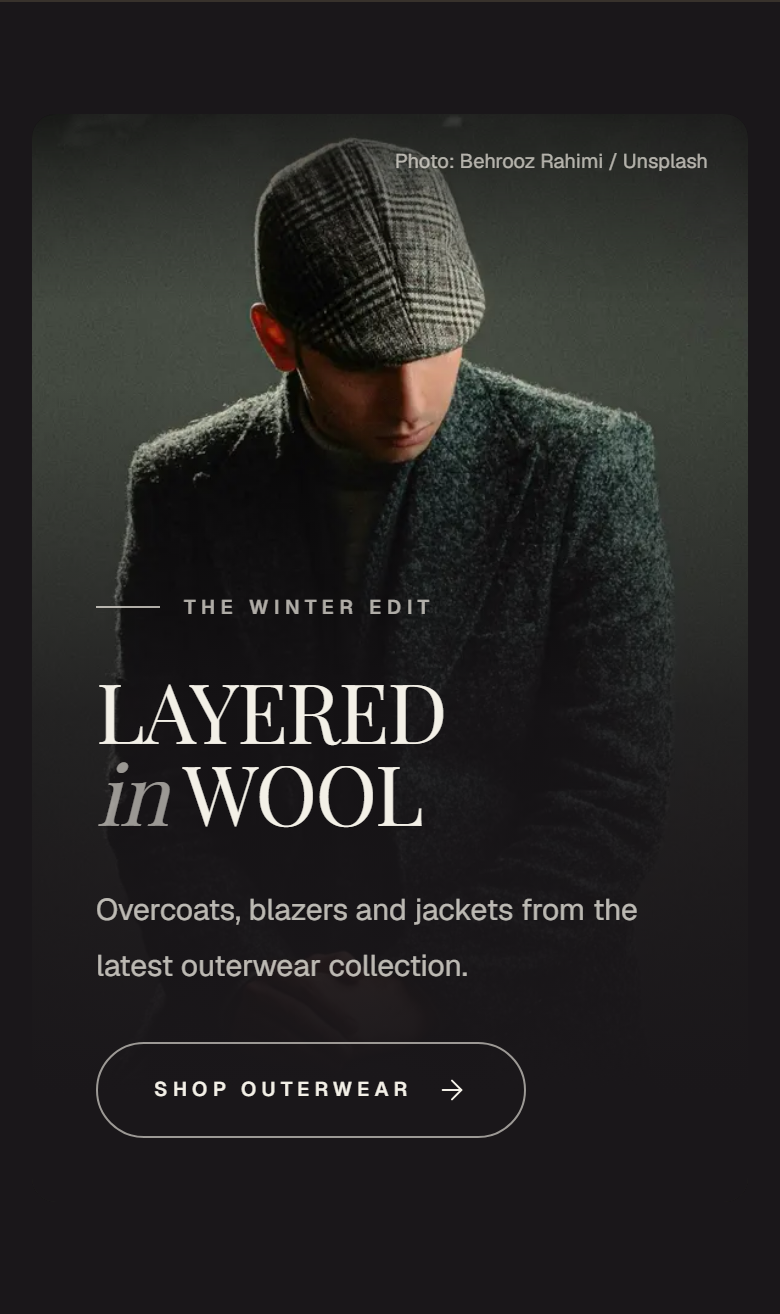 Photo: Behrooz Rahimi / Unsplash
THE WINTER EDIT
LAYERED
in WOOL
Overcoats, blazers and jackets from the
latest outerwear collection.
SHOP OUTERWEAR